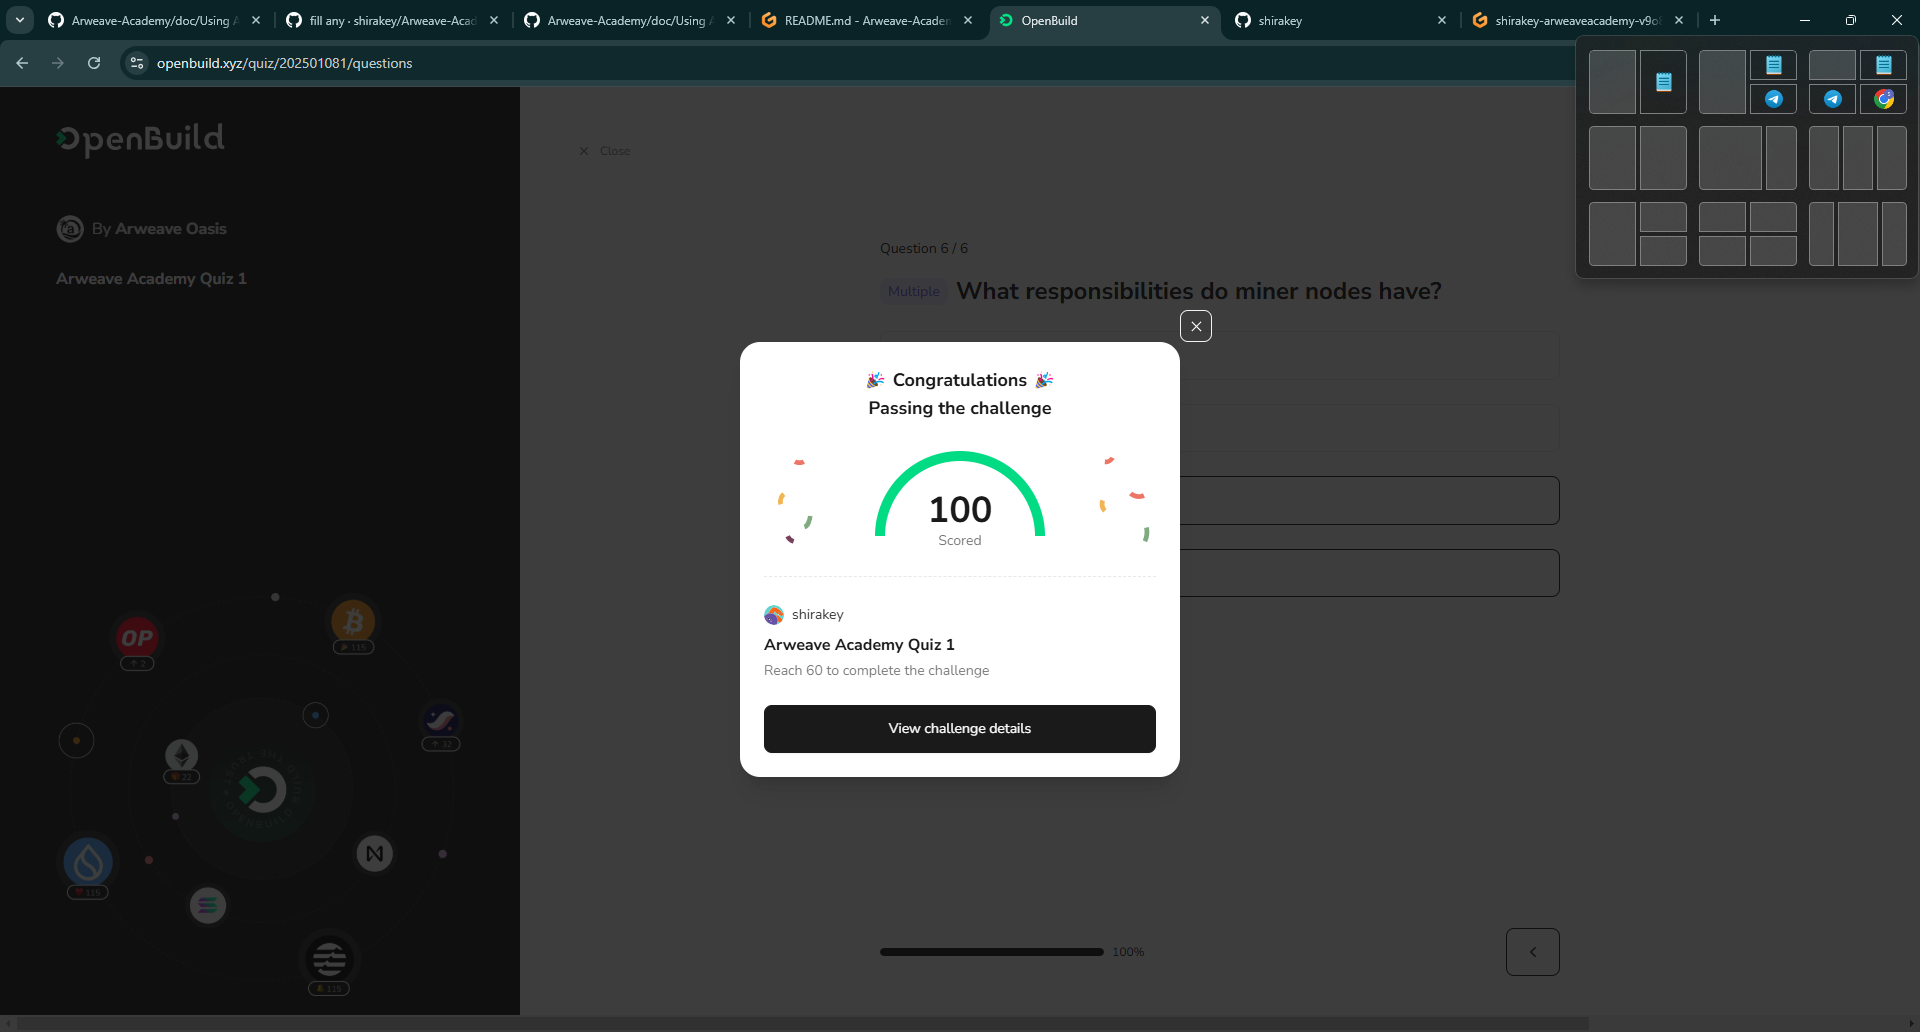 Arweave-Academy/doc/Using A
fill any · shirakey/Arweave-Acad
Arweave-Academy/doc/Using A
README.md - Arweave-Academ
OpenBuild
shirakey
shirakey-arweaveacademy-v9o
openbuild.xyz/quiz/202501081/questions
OpenBuild
By Arweave Oasis
Arweave Academy Quiz 1
Close
Question 6 / 6
Multiple What responsibilities do miner nodes have?
🎉 Congratulations 🎉
Passing the challenge
100
Scored
shirakey
Arweave Academy Quiz 1
Reach 60 to complete the challenge
View challenge details
OP
2
115
32
22
115
115
100%